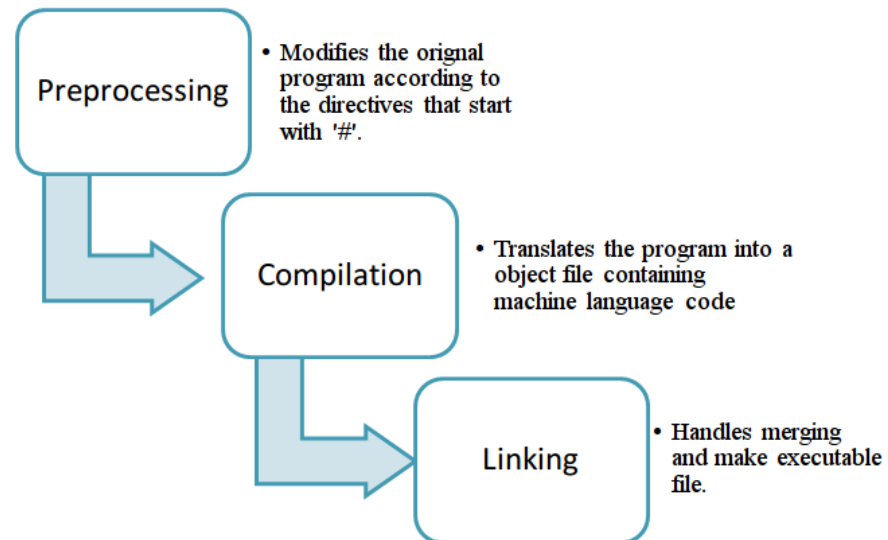 Preprocessing
• Modifies the orignal
program according to
the directives that start
with '#'.
Compilation
• Translates the program into a
object file containing
machine language code
Linking
• Handles merging
and make executable
file.